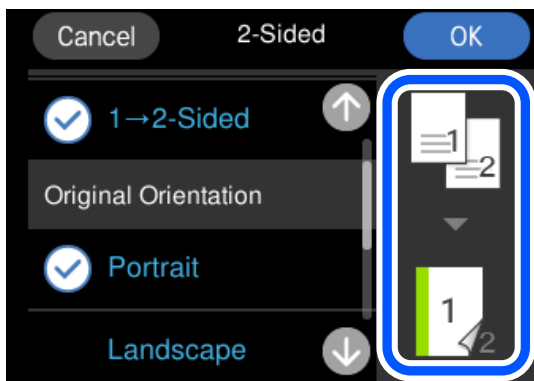 Cancel 2-Sided OK
1→2-Sided
Original Orientation
Portrait
Landscape
1
2
1
2